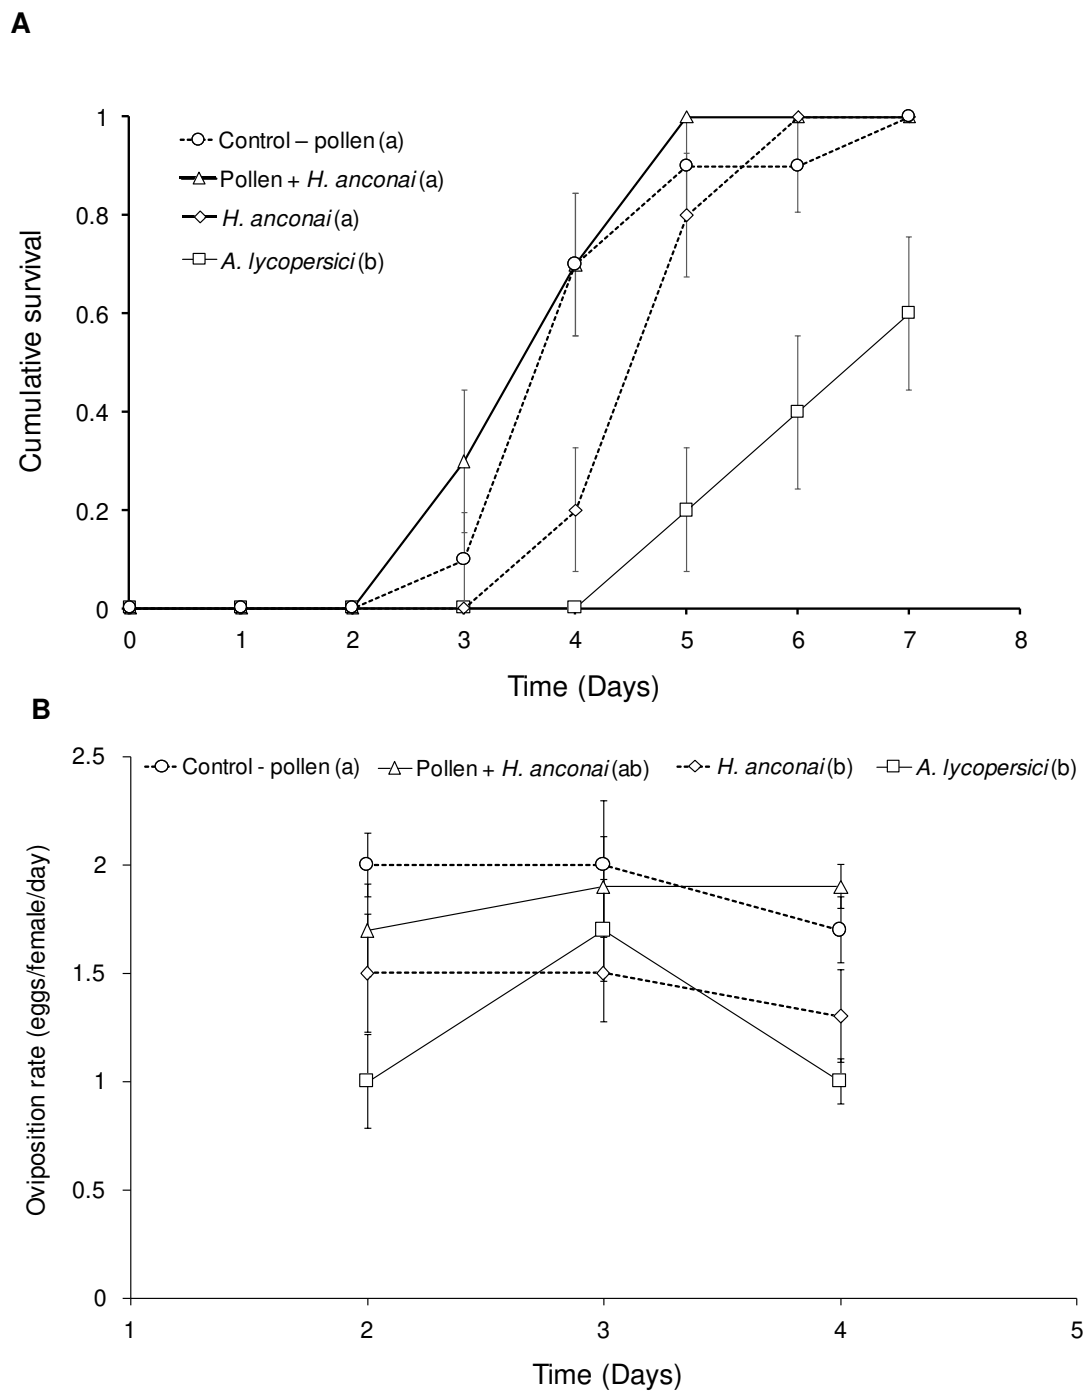 A
1
0.8
0.6
0.4
0.2
0
Cumulative survival
Control – pollen (a)
Pollen + H. anconai (a)
H. anconai (a)
A. lycopersici (b)
0 1 2 3 4 5 6 7 8
Time (Days)
B
2.5
2
1.5
1
0.5
0
Oviposition rate (eggs/female/day)
Control - pollen (a) Pollen + H. anconai (ab) H. anconai (b) A. lycopersici (b)
1 2 3 4 5
Time (Days)